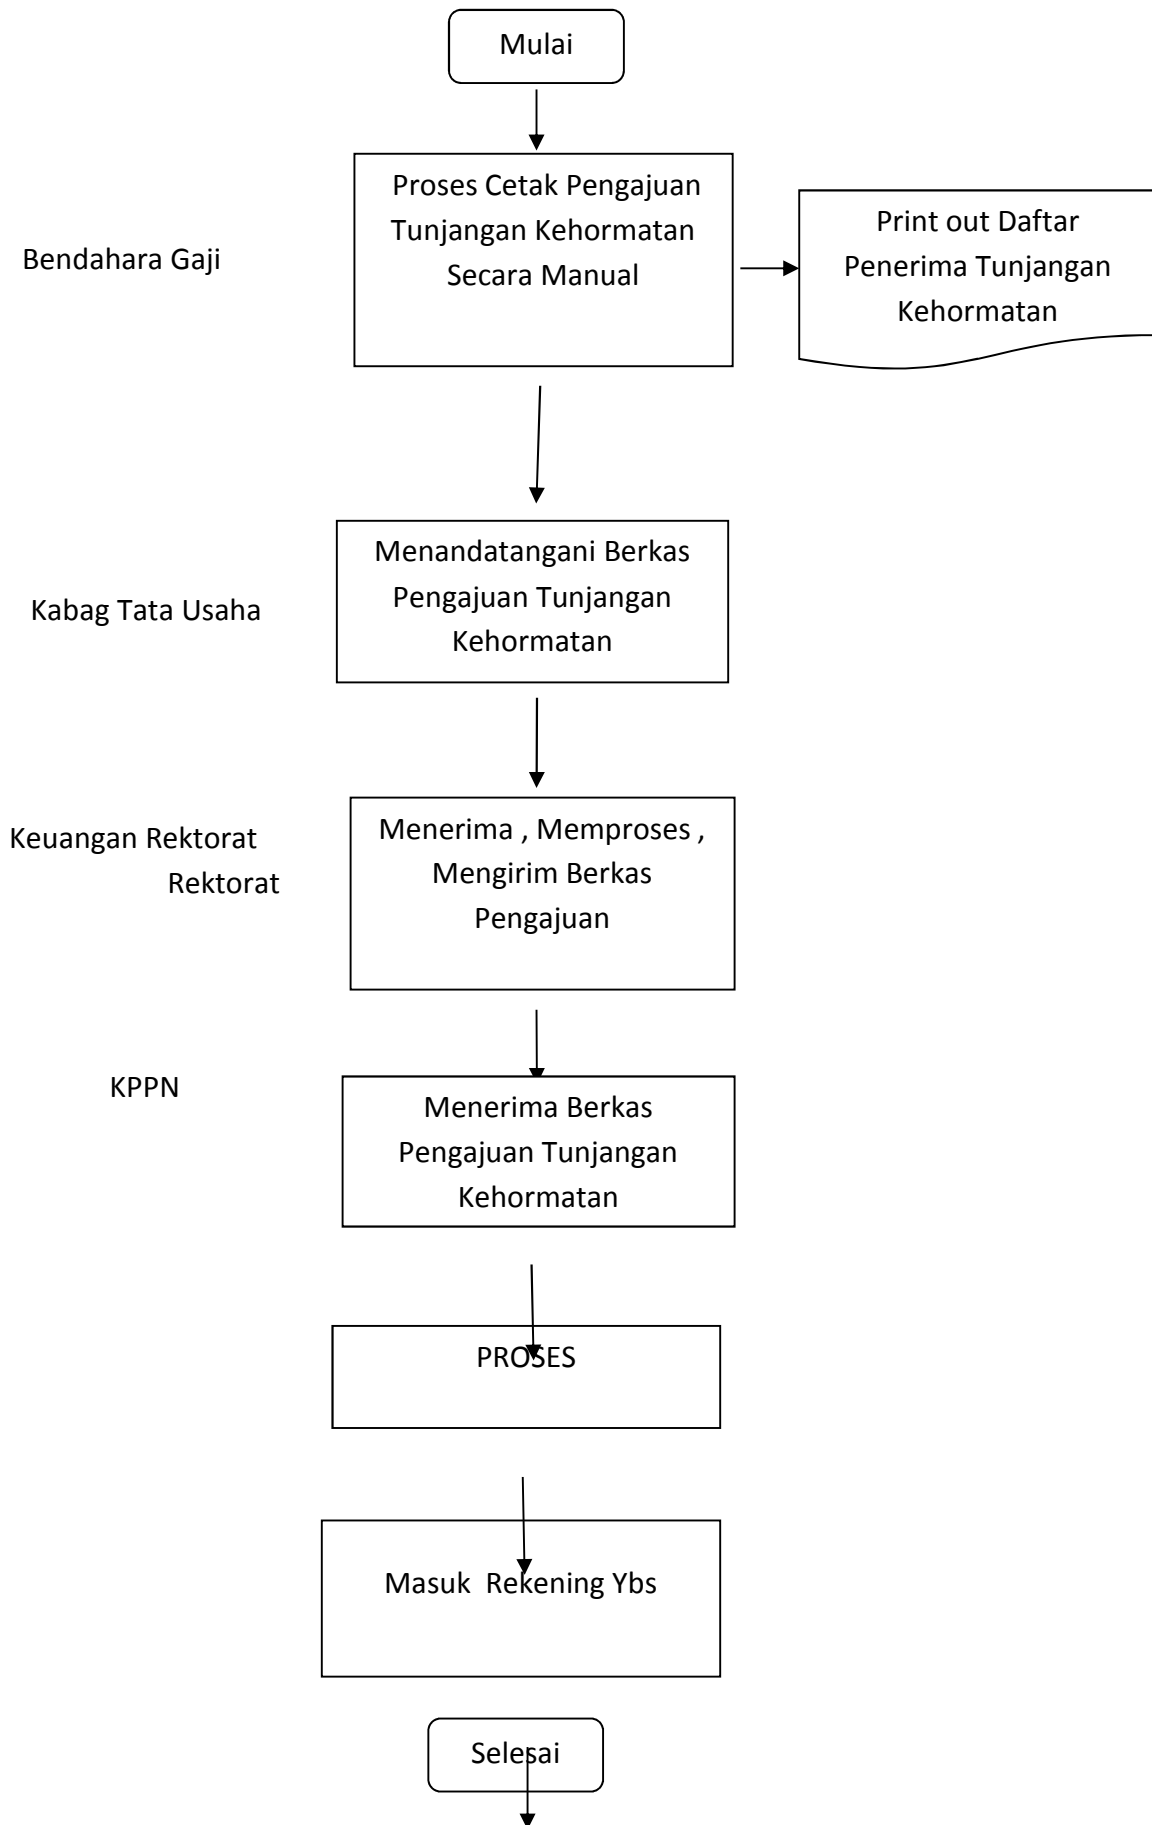 Mulai
Bendahara Gaji
Proses Cetak Pengajuan
Tunjangan Kehormatan
Secara Manual
Print out Daftar
Penerima Tunjangan
Kehormatan
Kabag Tata Usaha
Menandatangani Berkas
Pengajuan Tunjangan
Kehormatan
Keuangan Rektorat
Rektorat
Menerima , Memproses ,
Mengirim Berkas
Pengajuan
KPPN
Menerima Berkas
Pengajuan Tunjangan
Kehormatan
PROSES
Masuk  Rekening Ybs
Selesai